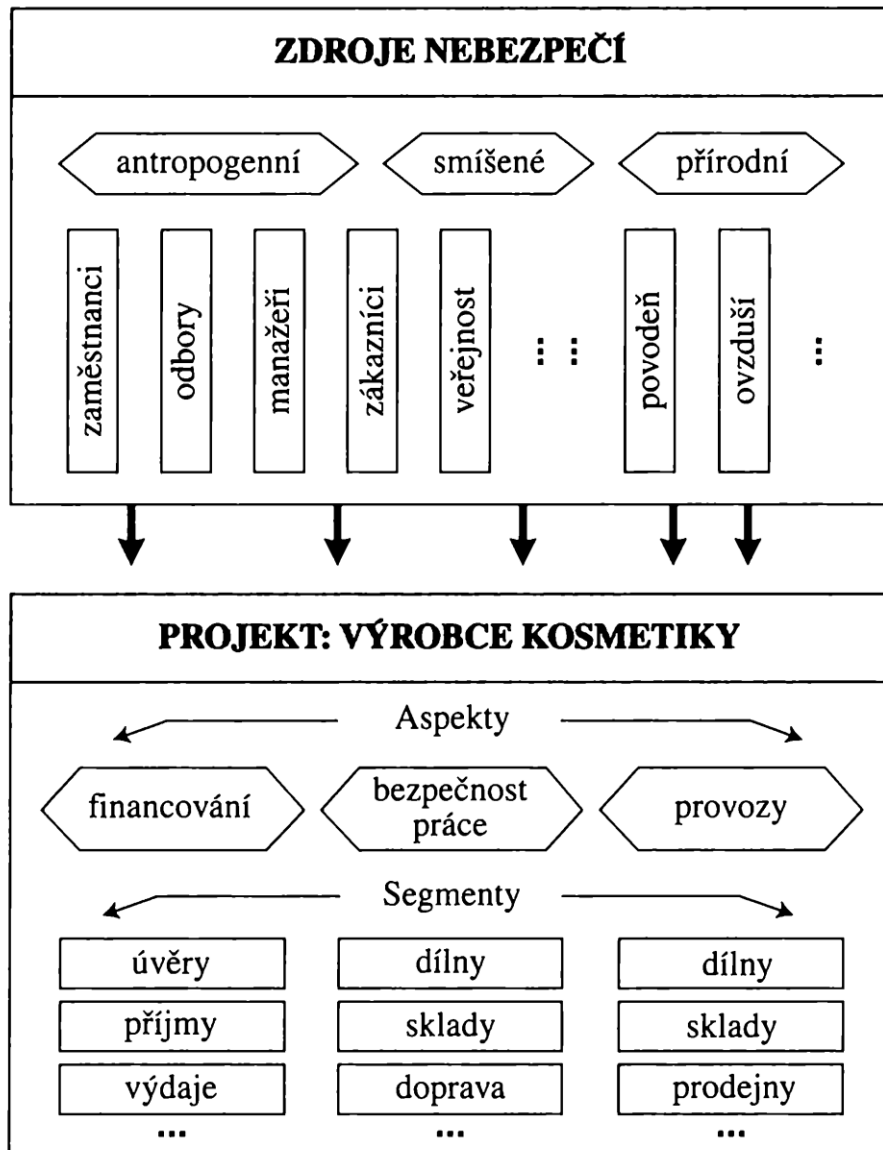 ZDROJE NEBEZPEČÍ
antropogenní
smíšené
přírodní
zaměstnanci
odbory
manažeři
zákazníci
veřejnost
...
...
povodeň
ovzduší
...
PROJEKT: VÝROBCE KOSMETIKY
Aspekty
financování
bezpečnost
práce
provozy
Segmenty
úvěry
dílny
dílny
příjmy
sklady
sklady
výdaje
doprava
prodejny
...
...
...